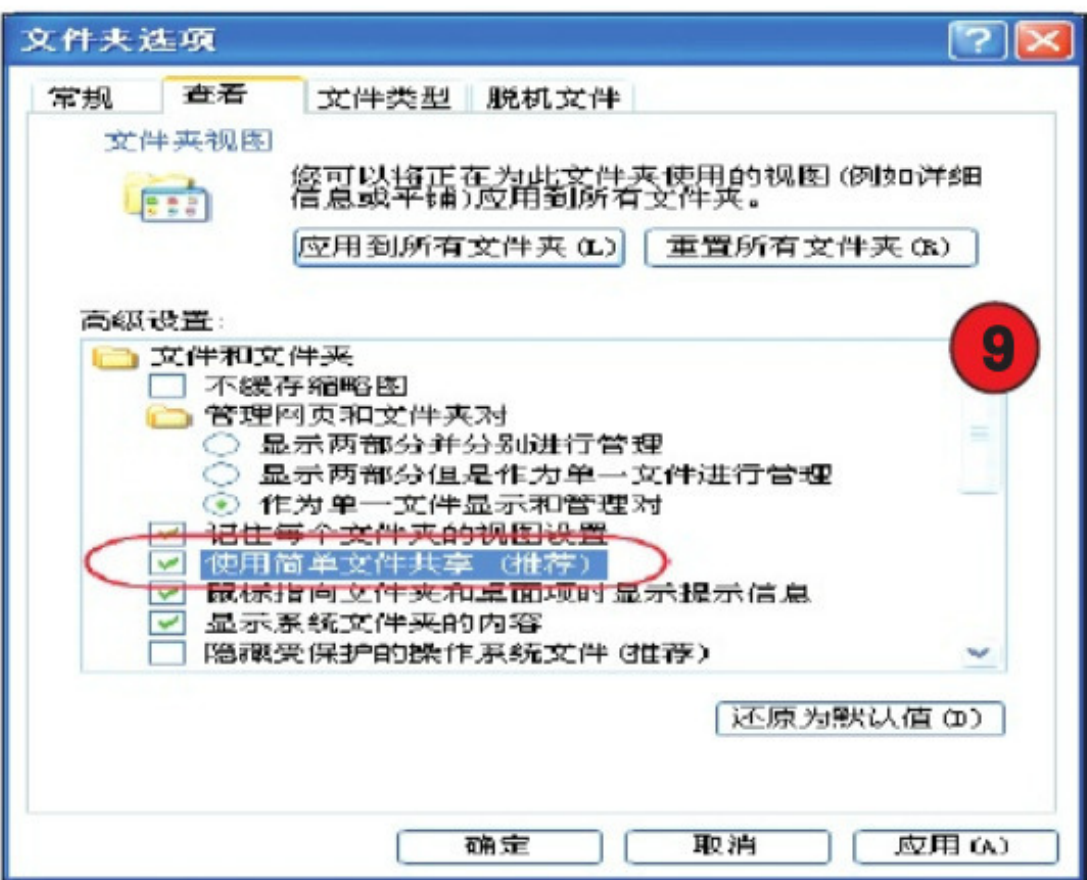 文件夹选项
常规 查看 文件类型 脱机文件
文件夹视图
您可以将正在为此文件夹使用的视图(例如详细
信息或平铺)应用到所有文件夹。
应用到所有文件夹(L) 重置所有文件夹(R)
高级设置:
9
文件和文件夹
不缓存缩略图
管理网页和文件夹对
显示两部分并分别进行管理
显示两部分但是作为单一文件进行管理
作为单一文件显示和管理对
记住每个文件夹的视图设置
使用简单文件共享 (推荐)
鼠标指向文件夹和桌面项时显示提示信息
显示系统文件夹的内容
隐藏受保护的操作系统文件(推荐)
还原为默认值(D)
确定 取消 应用(A)